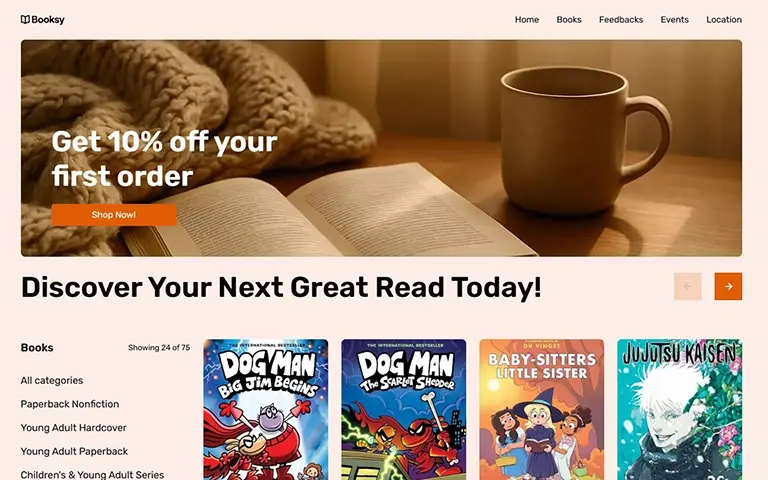 Booksy
Home Books Feedbacks Events Location
Get 10% off your
first order
Shop Now!
Discover Your Next Great Read Today!
Books
Showing 24 of 75
All categories
Paperback Nonfiction
Young Adult Hardcover
Young Adult Paperback
Children's & Young Adult Series
THE INTERNATIONAL BESTSELLER
DOG MAN
BIG JIM BEGINS
THE INTERNATIONAL BESTSELLER
DOG MAN
The Scarlet Shedder
DK YINGST
BABY-SITTERS
LITTLE SISTER
JUJUTSU KAISEN
26